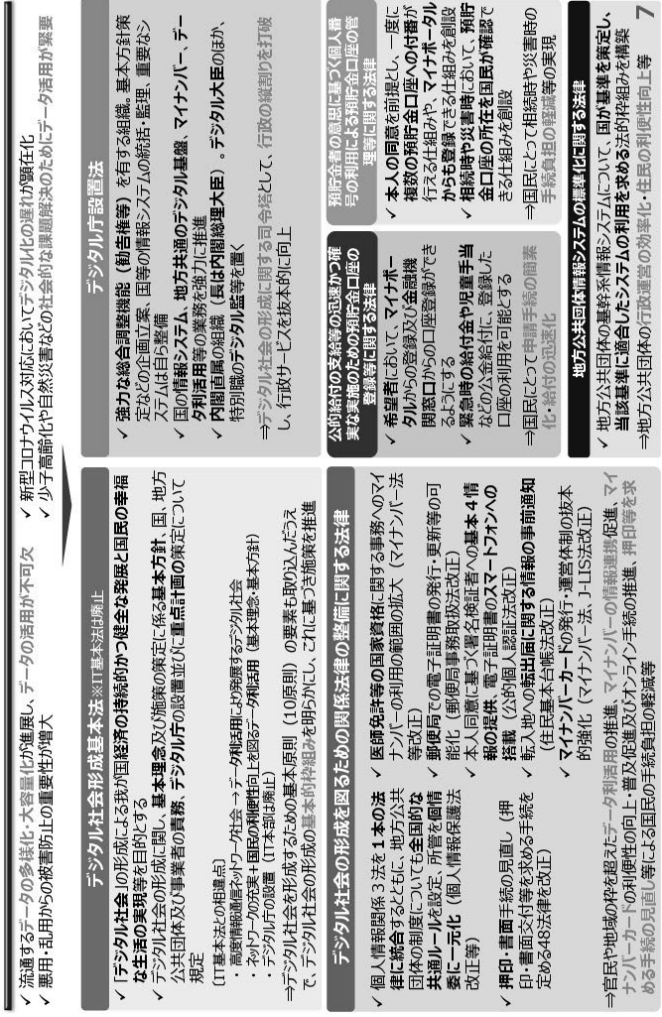 ✓ 流通するデータの多様化・大容量化が進展し、データの活用が不可欠
✓ 悪用・乱用からの被害防止の重要性が増大
✓ 新型コロナウイルス対応においてデジタル化の遅れが顕在化
✓ 少子高齢化や自然災害などの社会的な課題解決のためにデータ活用が緊要
デジタル社会形成基本法※IT基本法は廃止
✓ 「デジタル社会」の形成による我が国経済の持続的かつ健全な発展と国民の幸福
な生活の実現等を目的とする
✓ デジタル社会の形成に関し、基本理念及び施策の策定に係る基本方針、国、地方
公共団体及び事業者の責務、デジタル庁の設置並びに重点計画の策定について
規定
〔IT基本法との相違点〕
・高度情報通信ネットワーク社会→データ利活用により発展するデジタル社会
・ネットワークの充実+国民の利便性向上を図るデータ利活用(基本理念・基本方針)
・デジタル庁の設置(IT本部は廃止)
⇒デジタル社会を形成するための基本原則(10原則)の要素も取り込んだうえ
で、デジタル社会の形成の基本的枠組みを明らかにし、これに基づき施策を推進
デジタル庁設置法
✓ 強力な総合調整機能(勧告権等)を有する組織。基本方針策
定などの企画立案、国等の情報システムの統括・監理、重要なシ
ステムは自ら整備
✓ 国の情報システム、地方共通のデジタル基盤、マイナンバー、デー
タ利活用等の業務を強力に推進
✓ 内閣直属の組織(長は内閣総理大臣)。デジタル大臣のほか、
特別職のデジタル監等を置く
⇒デジタル社会の形成に関する司令塔として、行政の縦割りを打破
し、行政サービスを抜本的に向上
デジタル社会の形成を図るための関係法律の整備に関する法律
✓ 個人情報関係3法を1本の法
律に統合するとともに、地方公共
団体の制度についても全国的な
共通ルールを設定、所管を個情
委に一元化(個人情報保護法
改正等)
✓ 押印・書面手続の見直し(押
印・書面交付等を求める手続を
定める48法律を改正)
✓ 医師免許等の国家資格に関する事務へのマイ
ナンバーの利用の範囲の拡大(マイナンバー法
等改正)
✓ 郵便局での電子証明書の発行・更新等の可
能化(郵便局事務取扱法改正)
✓ 本人同意に基づく署名検証者への基本4情
報の提供、電子証明書のスマートフォンへの
搭載(公的個人認証法改正)
✓ 転入地への転出届に関する情報の事前通知
(住民基本台帳法改正)
✓ マイナンバーカードの発行・運営体制の抜本
的強化(マイナンバー法、J-LIS法改正)
⇒官民や地域の枠を超えたデータ利活用の推進、マイナンバーの情報連携促進、マイ
ナンバーカードの利便性の向上・普及促進及びオンライン手続の推進、押印等を求
める手続の見直し等による国民の手続負担の軽減等
公的給付の支給等の迅速かつ確
実な実施のための預貯金口座の
登録等に関する法律
✓ 希望者において、マイナポー
タルからの登録及び金融機
関窓口からの口座登録ができ
るようにする
✓ 緊急時の給付金や児童手当
などの公金給付に、登録した
口座の利用を可能とする
⇒国民にとって申請手続の簡素
化・給付の迅速化
預貯金者の意思に基づく個人番
号の利用による預貯金口座の管
理等に関する法律
✓ 本人の同意を前提とし、一度に
複数の預貯金口座への付番が
行える仕組みや、マイナポータル
からも登録できる仕組みを創設
✓ 相続時や災害時において、預貯
金口座の所在を国民が確認で
きる仕組みを創設
⇒国民にとって相続時や災害時の
手続負担の軽減等の実現
地方公共団体情報システムの標準化に関する法律
✓ 地方公共団体の基幹系情報システムについて、国が基準を策定し、
当該基準に適合したシステムの利用を求める法的枠組みを構築
⇒地方公共団体の行政運営の効率化・住民の利便性向上等
7